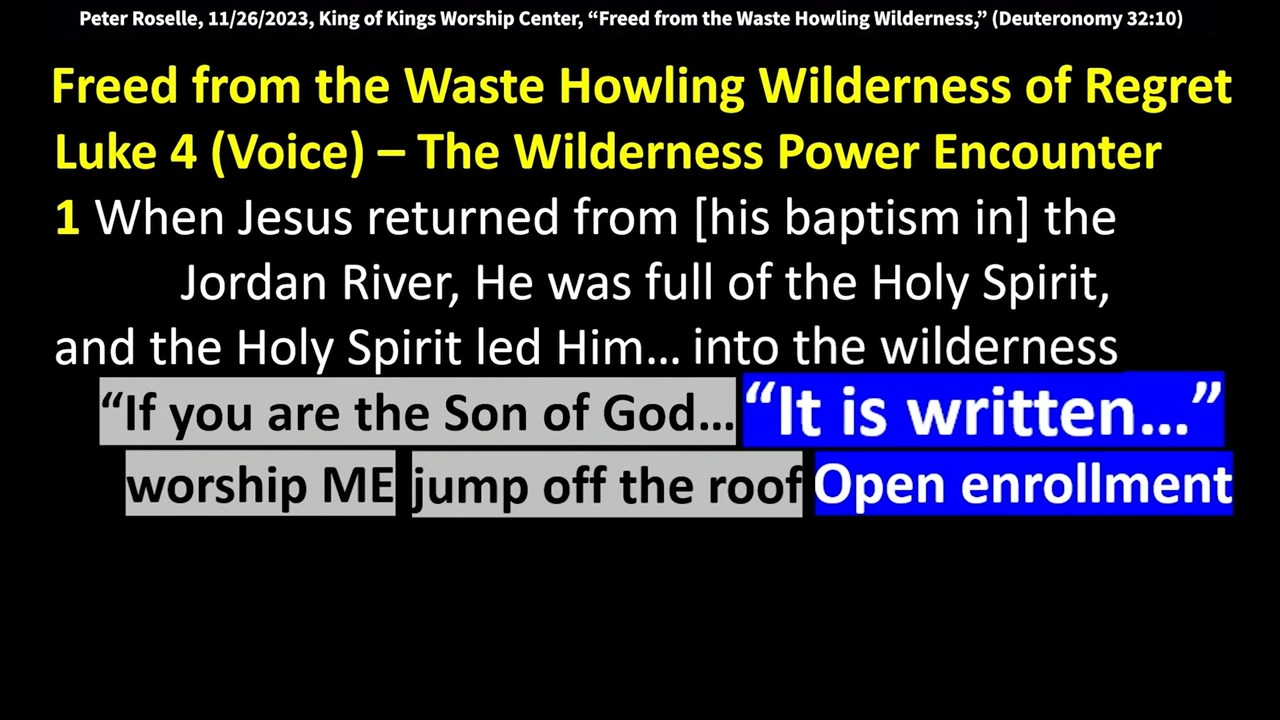 Peter Roselle, 11/26/2023, King of Kings Worship Center, “Freed from the Waste Howling Wilderness,” (Deuteronomy 32:10)
Freed from the Waste Howling Wilderness of Regret
Luke 4 (Voice) – The Wilderness Power Encounter
1 When Jesus returned from [his baptism in] the
Jordan River, He was full of the Holy Spirit,
and the Holy Spirit led Him... into the wilderness
“If you are the Son of God... “It is written...”
worship ME jump off the roof Open enrollment